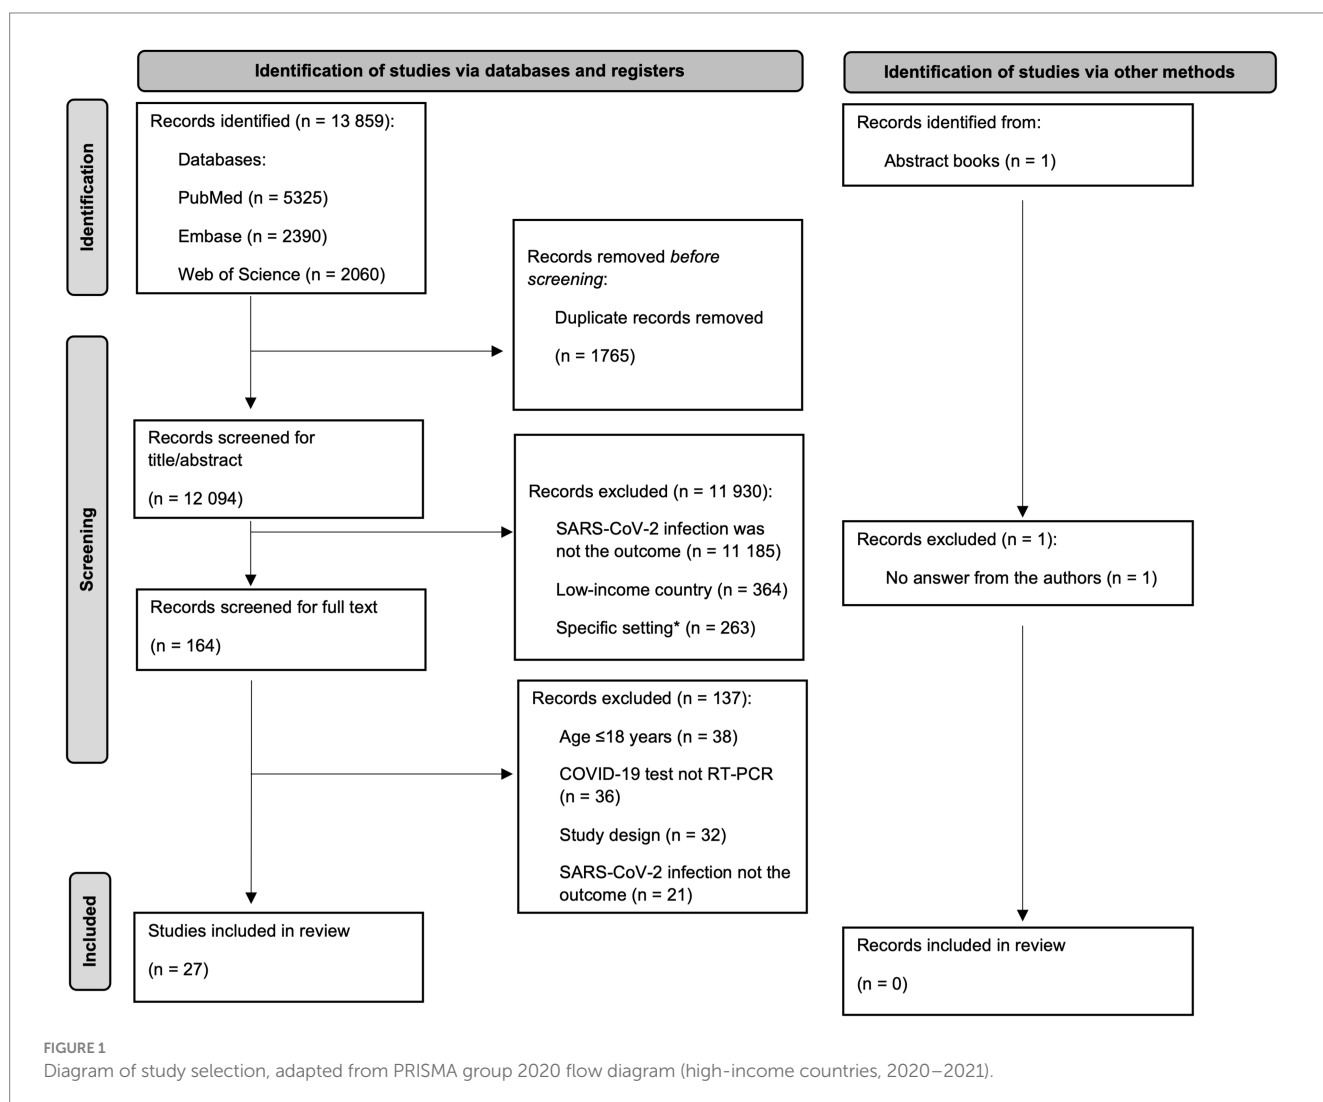 Identification of studies via databases and registers
Identification of studies via other methods
Identification
Records identified (n = 13 859):
Databases:
PubMed (n = 5325)
Embase (n = 2390)
Web of Science (n = 2060)
Records removed before
screening:
Duplicate records removed
(n = 1765)
Records identified from:
Abstract books (n = 1)
Screening
Records screened for
title/abstract
(n = 12 094)
Records excluded (n = 11 930):
SARS-CoV-2 infection was
not the outcome (n = 11 185)
Low-income country (n = 364)
Specific setting* (n = 263)
Records excluded (n = 1):
No answer from the authors (n = 1)
Records screened for full text
(n = 164)
Records excluded (n = 137):
Age ≤18 years (n = 38)
COVID-19 test not RT-PCR
(n = 36)
Study design (n = 32)
SARS-CoV-2 infection not the
outcome (n = 21)
Included
Studies included in review
(n = 27)
Records included in review
(n = 0)
FIGURE 1
Diagram of study selection, adapted from PRISMA group 2020 flow diagram (high-income countries, 2020–2021).